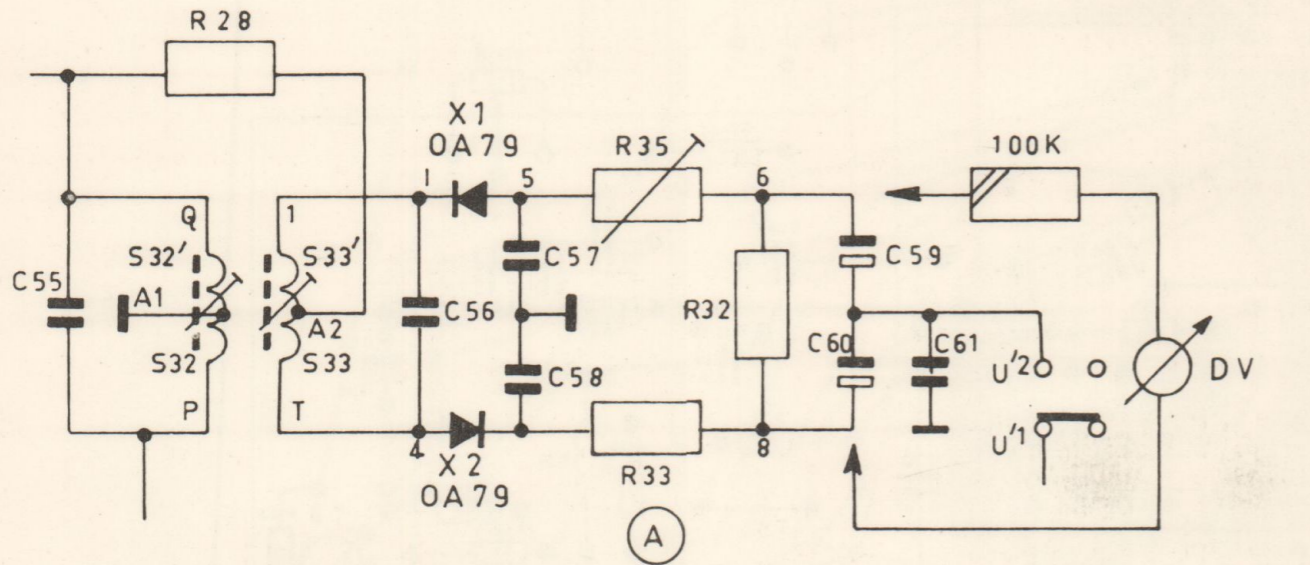 R28
X1
OA79
R35
100K
1
5
6
Q
1
S32'
S33'
C57
C59
C55
A1
A2
C56
R32
C60
C61
S32
S33
C58
U'2
DV
P
T
4
8
U'1
X2
OA79
R33
A